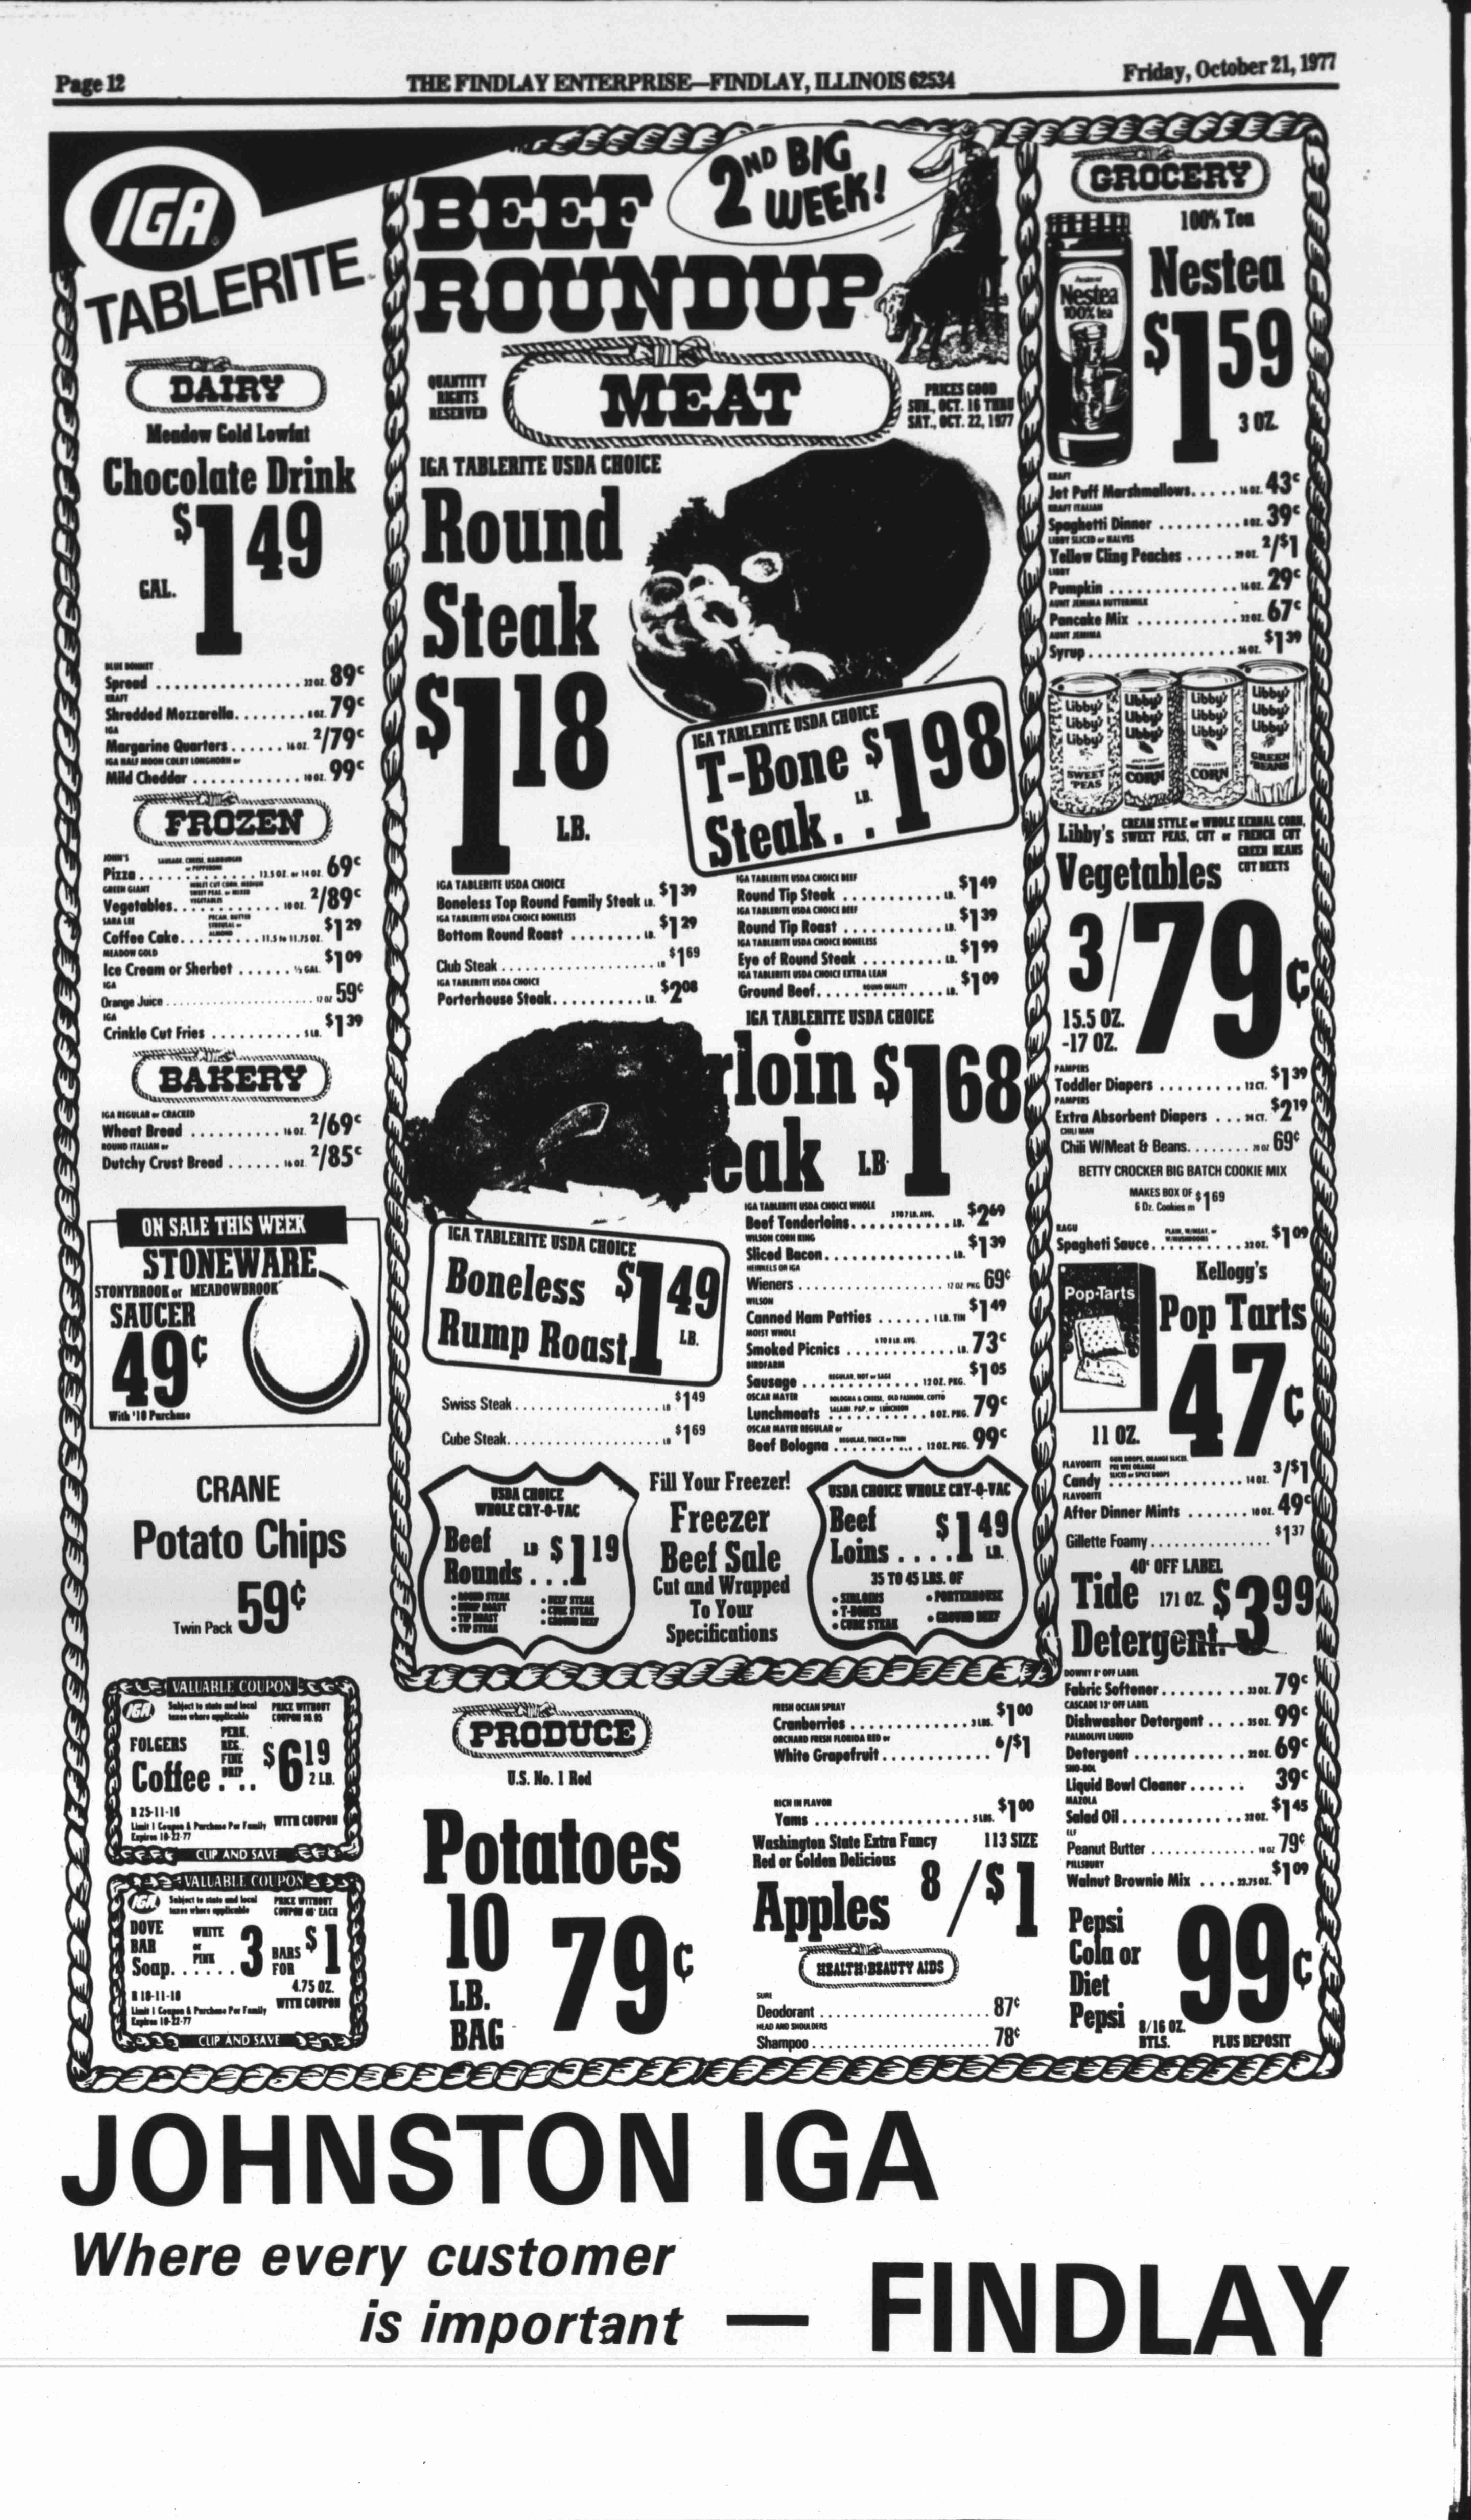 Page 12
THE FINDLAY ENTERPRISE—FINDLAY, ILLINOIS 62534
Friday, October 21, 1977
IGA
TABLERITE
DAIRY
Meadow Gold Lowfat
Chocolate Drink
GAL. $1 49
BLUE BONNET
Spread 32 OZ. 89¢
KRAFT
Shredded Mozzarella 8 OZ. 79¢
IGA
Margarine Quarters 16 OZ. 2/79¢
IGA HALF MOON COLBY LONGHORN or
Mild Cheddar 10 OZ. 99¢
FROZEN
JOHN'S SAUSAGE, CHEESE, HAMBURGER or PEPPERONI
Pizza 13.5 OZ. or 14 OZ. 69¢
GREEN GIANT NIBLET CUT CORN, MEDIUM SWEET PEAS, or MIXED VEGETABLES
Vegetables 10 OZ. 2/89¢
SARA LEE PECAN, BUTTER STREUSAL or ALMOND
Coffee Cake 11.5 to 11.75 OZ. $1 29
MEADOW GOLD
Ice Cream or Sherbet ½ GAL. $1 09
IGA
Orange Juice 12 OZ 59¢
IGA
Crinkle Cut Fries 5 LB. $1 39
BAKERY
IGA REGULAR or CRACKED
Wheat Bread 16 OZ. 2/69¢
ROUND ITALIAN or
Dutchy Crust Bread 16 OZ. 2/85¢
ON SALE THIS WEEK
STONEWARE
STONYBROOK or MEADOWBROOK
SAUCER
49¢
With $10 Purchase
CRANE
Potato Chips
Twin Pack 59¢
VALUABLE COUPON
IGA Subject to state and local taxes where applicable
PRICE WITHOUT COUPON $6.95
FOLGERS
Coffee
PERK, REG., FINE DRIP
$6 19
2 LB.
R 25-11-16
Limit 1 Coupon & Purchase Per Family
Expires 10-22-77
WITH COUPON
CLIP AND SAVE
VALUABLE COUPON
IGA Subject to state and local taxes where applicable
PRICE WITHOUT COUPON 40¢ EACH
DOVE
BAR
Soap
WHITE or PINK
3 BARS FOR $1
4.75 OZ.
R 18-11-18
Limit 1 Coupon & Purchase Per Family
Expires 10-22-77
WITH COUPON
CLIP AND SAVE
BEEF
ROUNDUP
2ND BIG
WEEK!
QUANTITY
RIGHTS
RESERVED
MEAT
PRICES GOOD
SUN., OCT. 16 THRU
SAT., OCT. 22, 1977
IGA TABLERITE USDA CHOICE
Round
Steak
$1 18
LB.
IGA TABLERITE USDA CHOICE
T-Bone
Steak
LB. $1 98
IGA TABLERITE USDA CHOICE
Boneless Top Round Family Steak LB. $1 39
IGA TABLERITE USDA CHOICE BONELESS
Bottom Round Roast LB. $1 29
Club Steak LB $1 69
IGA TABLERITE USDA CHOICE
Porterhouse Steak LB. $2 08
IGA TABLERITE USDA CHOICE BEEF
Round Tip Steak LB. $1 49
IGA TABLERITE USDA CHOICE BEEF
Round Tip Roast LB. $1 39
IGA TABLERITE USDA CHOICE BONELESS
Eye of Round Steak LB. $1 99
IGA TABLERITE USDA CHOICE EXTRA LEAN
Ground Beef ROUND QUALITY LB. $1 09
IGA TABLERITE USDA CHOICE
rloin
eak
LB $1 68
IGA TABLERITE USDA CHOICE
Boneless
Rump Roast
$1 49
LB.
Swiss Steak LB $1 49
Cube Steak LB $1 69
IGA TABLERITE USDA CHOICE WHOLE
Beef Tenderloins 5 TO 7 LB. AVG. LB. $2 69
WILSON CORN KING
Sliced Bacon LB. $1 39
HEINKELS OR IGA
Wieners 12 OZ PKG 69¢
WILSON
Canned Ham Patties 1 LB. TIN $1 49
MOIST WHOLE
Smoked Picnics 6 TO 8 LB. AVG. LB. 73¢
BIRDFARM
Sausage REGULAR, HOT or SAGE 12 OZ. PKG. $1 05
OSCAR MAYER
Lunchmeats BOLOGNA & CHEESE, OLD FASHION, COTTO SALAMI P&P, or LUNCHEON 8 OZ. PKG. 79¢
OSCAR MAYER REGULAR or
Beef Bologna REGULAR, THICK or THIN 12 OZ. PKG. 99¢
USDA CHOICE
WHOLE CRY-O-VAC
Beef
Rounds
LB $1 19
• ROUND STEAK
• RUMP ROAST
• TIP ROAST
• TIP STEAK
• BEEF STEAK
• CUBE STEAK
• GROUND BEEF
Fill Your Freezer!
Freezer
Beef Sale
Cut and Wrapped
To Your
Specifications
USDA CHOICE WHOLE CRY-O-VAC
Beef
Loins
$1 49
LB.
35 TO 45 LBS. OF
• SIRLOINS
• T-BONES
• CUBE STEAK
• PORTERHOUSE
• GROUND BEEF
PRODUCE
U.S. No. 1 Red
Potatoes
10
LB.
BAG
79¢
FRESH OCEAN SPRAY
Cranberries 3 LBS. $1 00
ORCHARD FRESH FLORIDA RED or
White Grapefruit 6/$1
RICH IN FLAVOR
Yams 5 LBS. $1 00
Washington State Extra Fancy 113 SIZE
Red or Golden Delicious
Apples 8/$1
HEALTH & BEAUTY AIDS
SURE
Deodorant 87¢
HEAD AND SHOULDERS
Shampoo 78¢
GROCERY
100% Tea
Nestea
Nestea
100% tea
$1 59
3 OZ.
KRAFT
Jet Puff Marshmallows 16 OZ. 43¢
KRAFT ITALIAN
Spaghetti Dinner 8 OZ. 39¢
LIBBY SLICED or HALVES
Yellow Cling Peaches 29 OZ. 2/$1
LIBBY
Pumpkin 16 OZ. 29¢
AUNT JEMIMA BUTTERMILK
Pancake Mix 32 OZ. 67¢
AUNT JEMIMA
Syrup 36 OZ. $1 39
Libby's Libby's Libby's SWEET PEAS
Libby's Libby's Libby's CORN
Libby's Libby's Libby's CORN
Libby's Libby's Libby's GREEN BEANS
Libby's
CREAM STYLE or WHOLE KERNAL CORN,
SWEET PEAS, CUT or FRENCH CUT
GREEN BEANS
CUT BEETS
Vegetables
3/79¢
15.5 OZ.
-17 OZ.
PAMPERS
Toddler Diapers 12 CT. $1 39
PAMPERS
Extra Absorbent Diapers 24 CT. $2 19
CHILI MAN
Chili W/Meat & Beans 28 OZ 69¢
BETTY CROCKER BIG BATCH COOKIE MIX
MAKES BOX OF
6 Dz. Cookies $1 69
RAGU
Spagheti Sauce PLAIN, W/MEAT, or W/MUSHROOMS 32 OZ. $1 09
Pop-Tarts
Kellogg's
Pop Tarts
11 OZ.
47¢
FLAVORITE
Candy GUM DROPS, ORANGE SLICES, PEE WEE ORANGE SLICES or SPICE DROPS 14 OZ. 3/$1
FLAVORITE
After Dinner Mints 10 OZ. 49¢
Gillette Foamy $1 37
40¢ OFF LABEL
Tide 171 OZ.
Detergent
$3 99
DOWNY 8¢ OFF LABEL
Fabric Softener 33 OZ. 79¢
CASCADE 13¢ OFF LABEL
Dishwasher Detergent 35 OZ. 99¢
PALMOLIVE LIQUID
Detergent 22 OZ. 69¢
SNO-BOL
Liquid Bowl Cleaner 39¢
MAZOLA
Salad Oil 32 OZ. $1 45
ELF
Peanut Butter 18 OZ 79¢
PILLSBURY
Walnut Brownie Mix 23.75 OZ. $1 09
Pepsi
Cola or
Diet
Pepsi
8/16 OZ.
BTLS.
99¢
PLUS DEPOSIT
JOHNSTON IGA
Where every customer
is important — FINDLAY